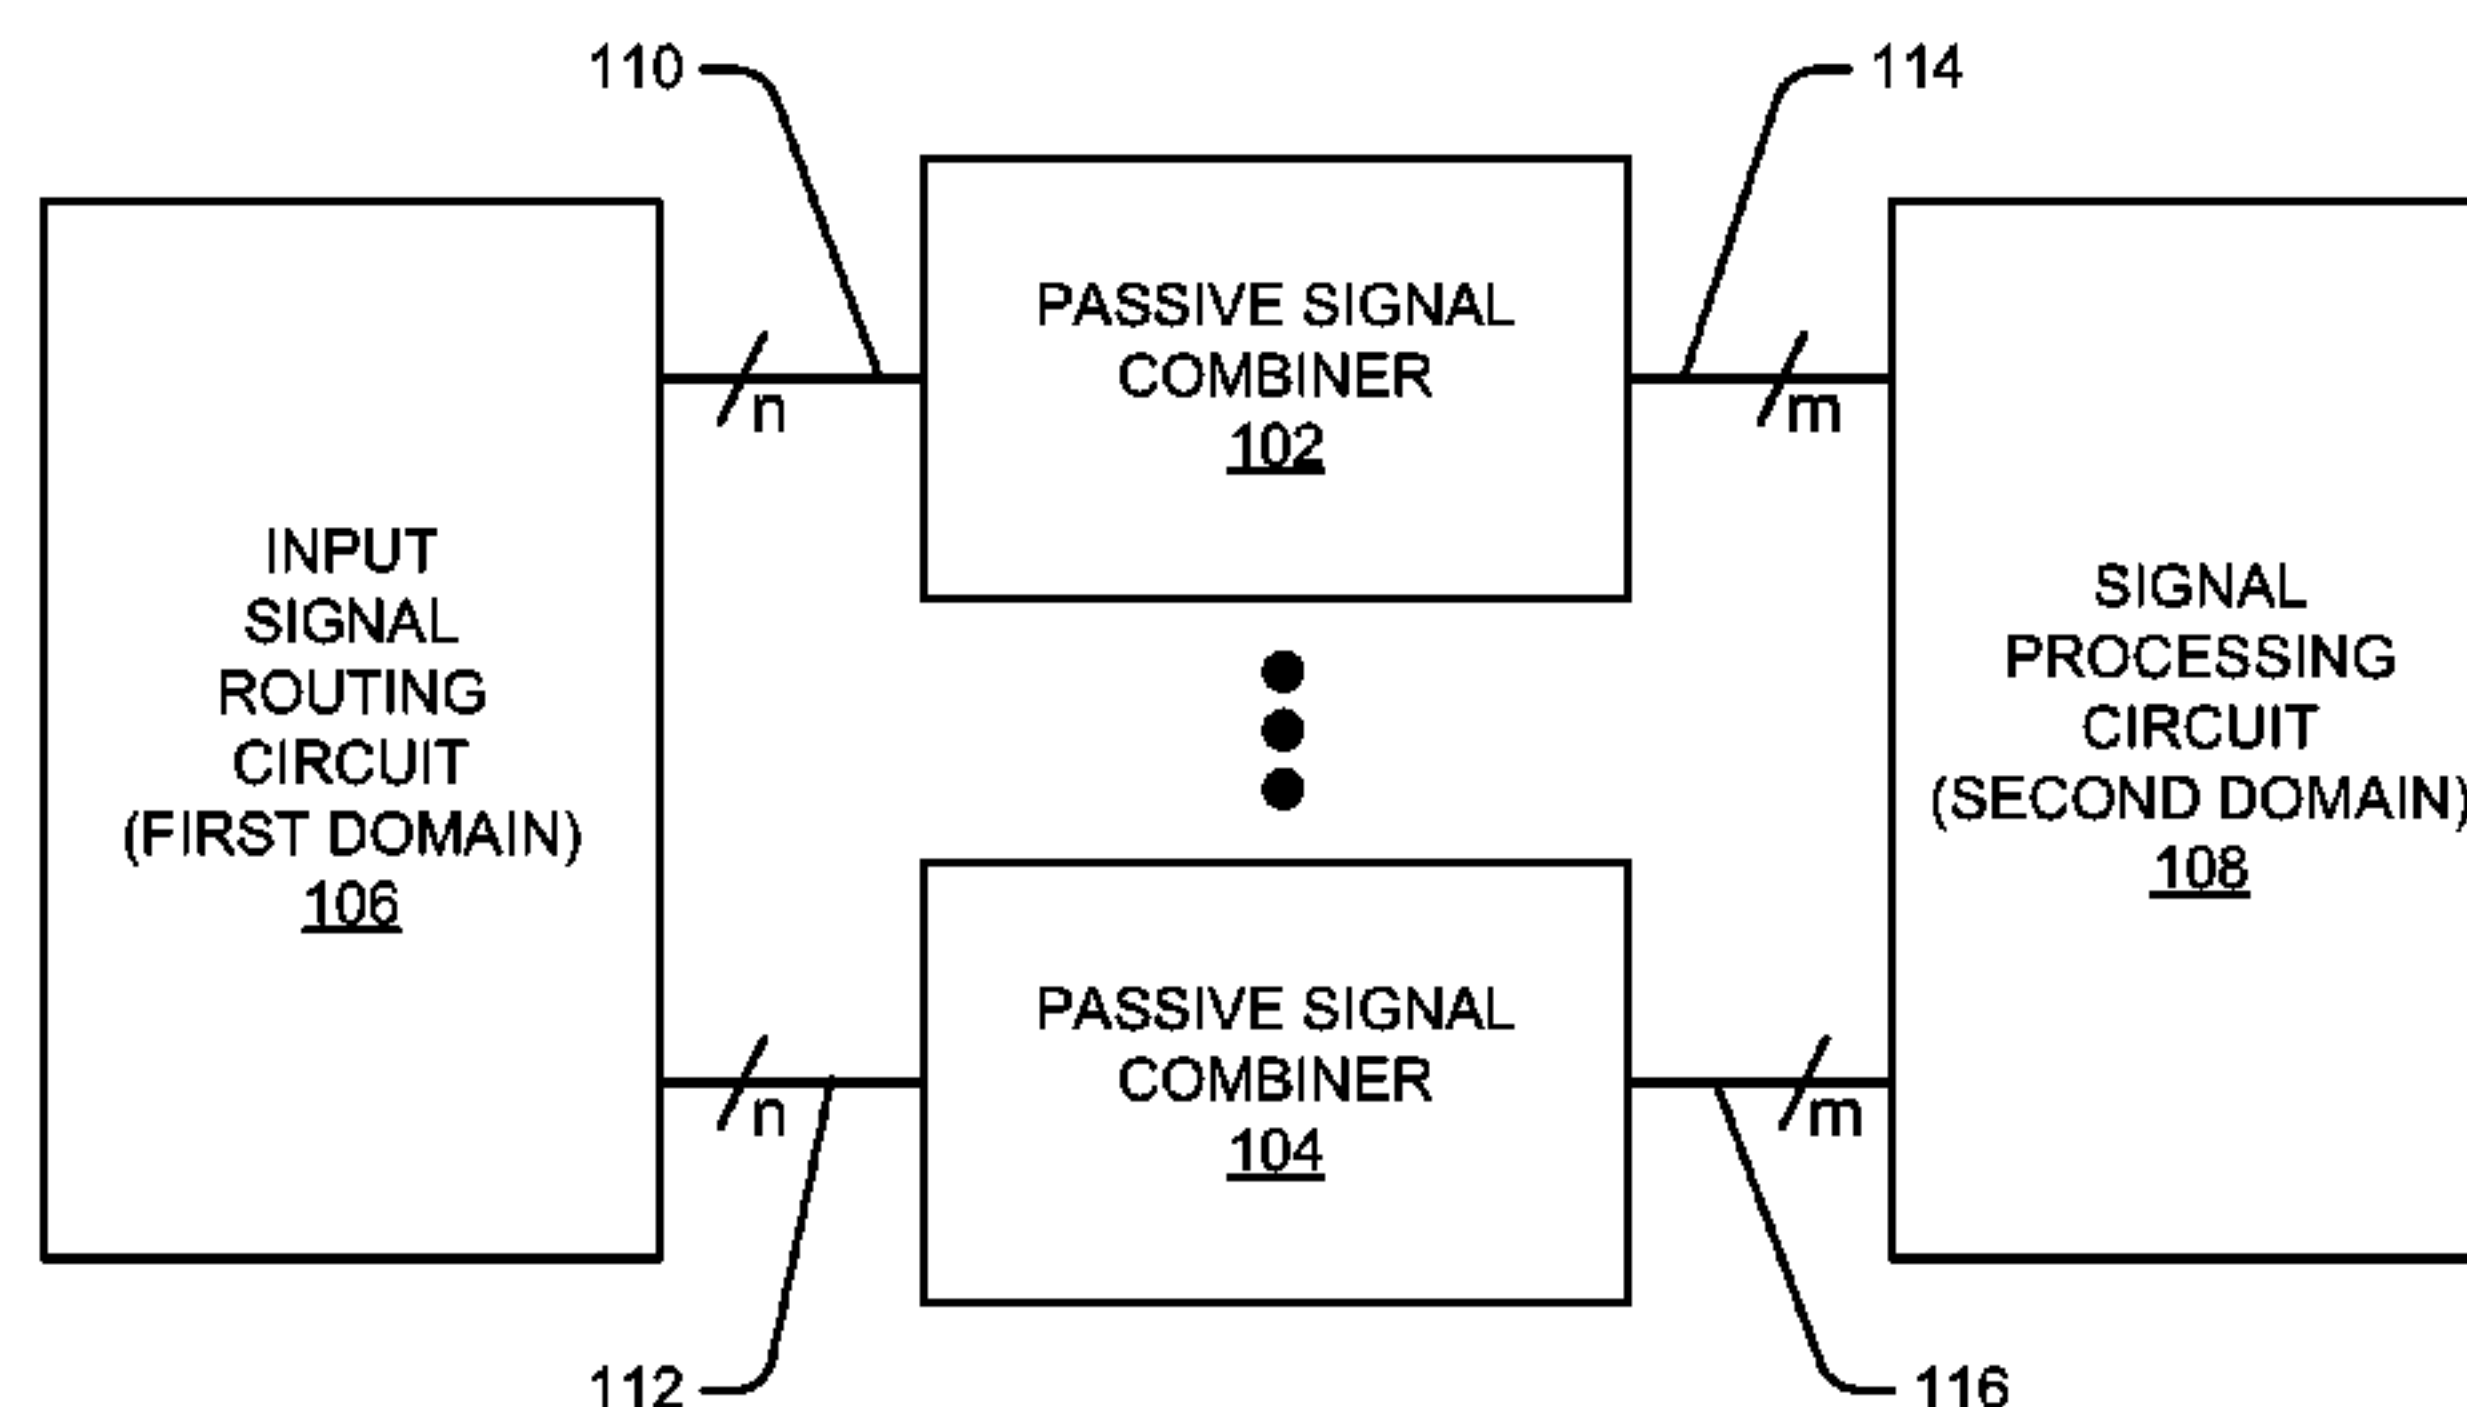 110
114
PASSIVE SIGNAL
COMBINER
102
n
m
INPUT
SIGNAL
ROUTING
CIRCUIT
(FIRST DOMAIN)
106
SIGNAL
PROCESSING
CIRCUIT
(SECOND DOMAIN)
108
PASSIVE SIGNAL
COMBINER
104
n
m
112
116